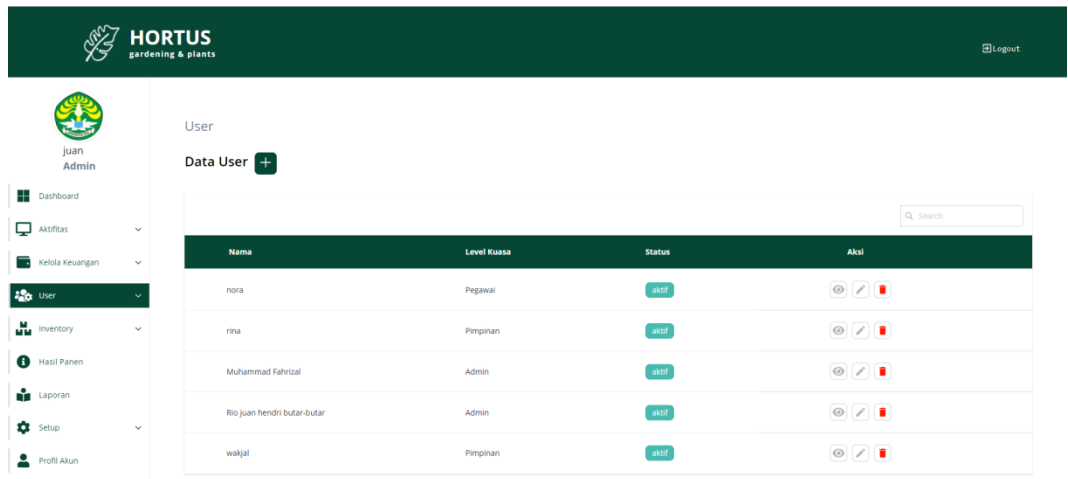 HORTUS
gardening & plants
Logout
juan
Admin
Dashboard
Aktifitas
Kelola Keuangan
User
Inventory
Hasil Panen
Laporan
Setup
Profil Akun
User
Data User
Search
Nama Level Kuasa Status Aksi
nora Pegawai aktif
rina Pimpinan aktif
Muhammad Fahrizal Admin aktif
Rio juan hendri butar-butar Admin aktif
wakjal Pimpinan aktif